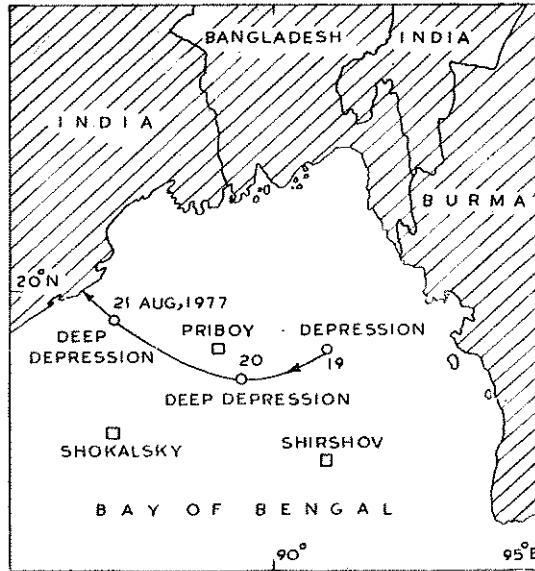 BANGLADESH
INDIA
INDIA
BURMA
20°N
21 AUG, 1977
DEEP
DEPRESSION
PRIBOY
DEPRESSION
20
19
DEEP DEPRESSION
SHOKALSKY
SHIRSHOV
BAY OF BENGAL
90°
95°E